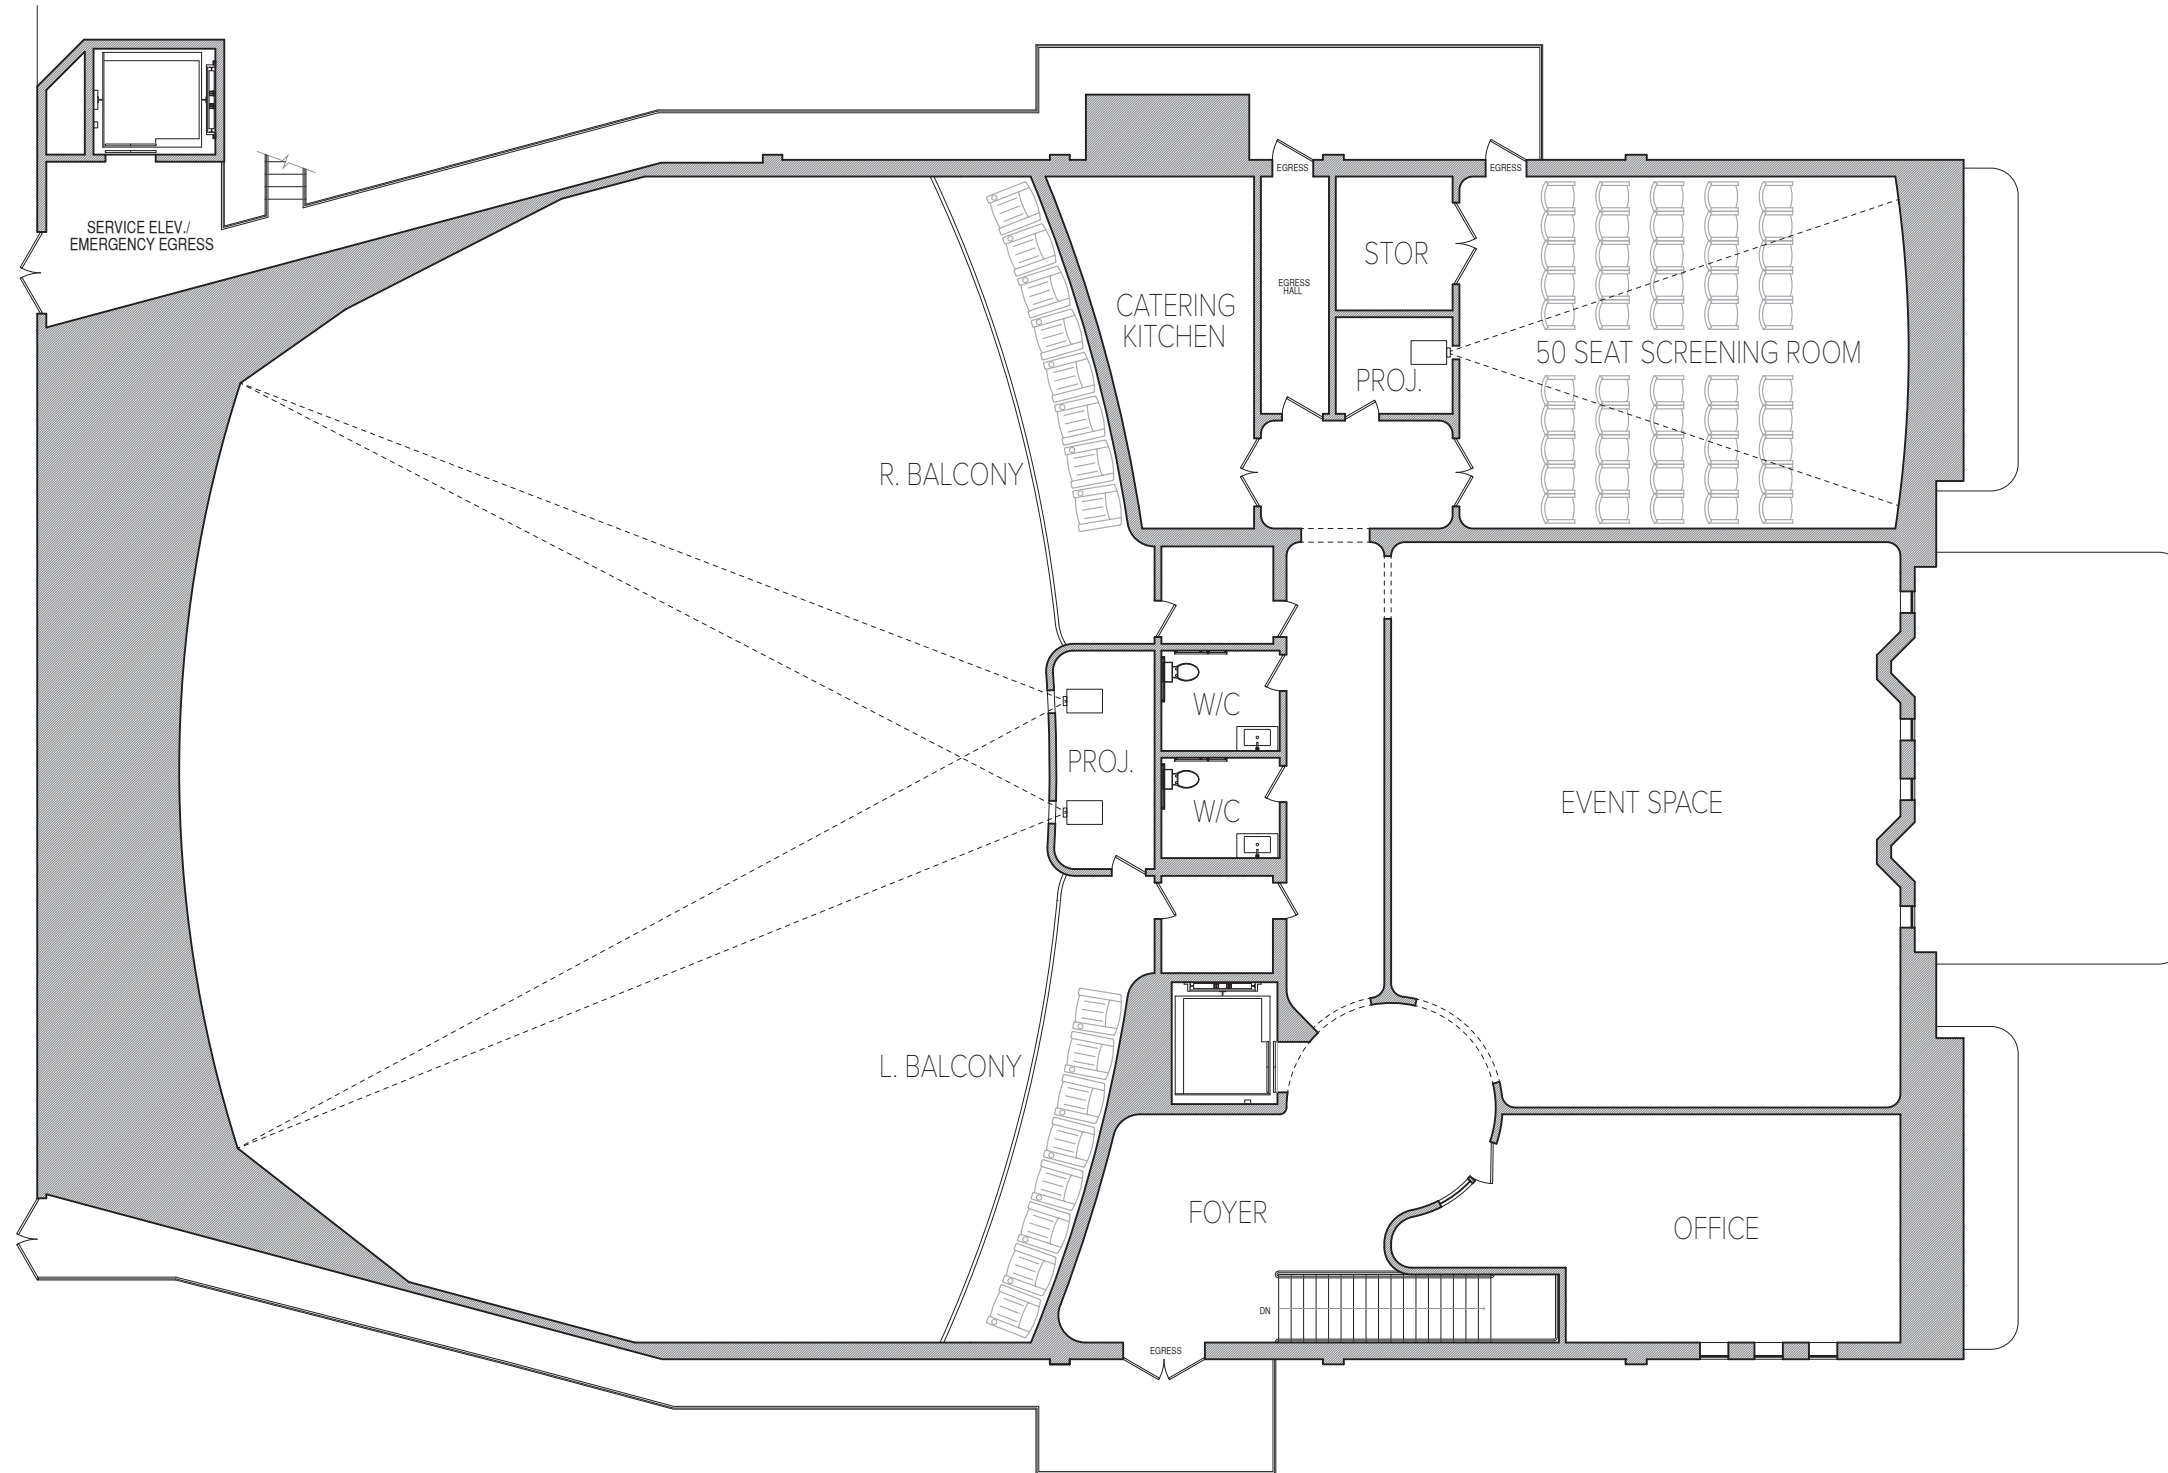 EGRESS
EGRESS
SERVICE ELEV./
EMERGENCY EGRESS
STOR
EGRESS
HALL
CATERING
KITCHEN
50 SEAT SCREENING ROOM
PROJ.
R. BALCONY
W/C
PROJ.
W/C
EVENT SPACE
L. BALCONY
FOYER
OFFICE
DN
EGRESS